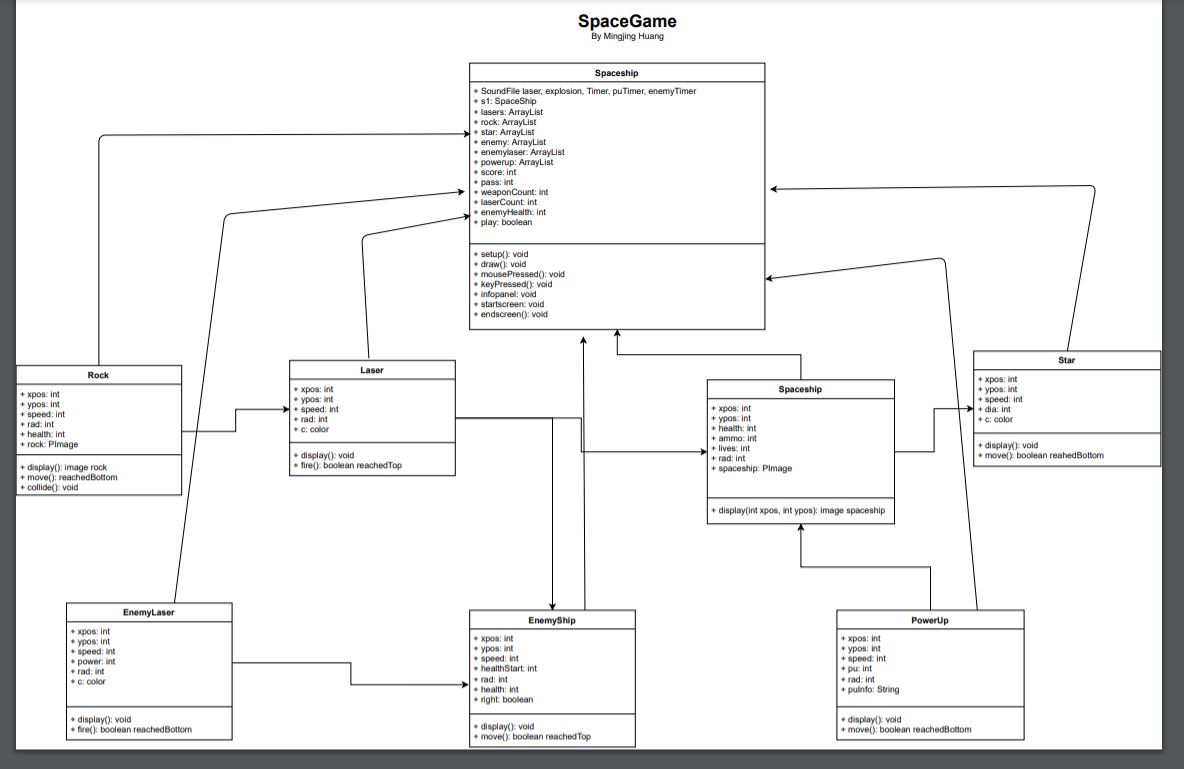 SpaceGame
By Mingjing Huang
Spaceship
+ SoundFile laser, explosion, Timer, puTimer, enemyTimer
+ s1: SpaceShip
+ lasers: ArrayList
+ rock: ArrayList
+ star: ArrayList
+ enemy: ArrayList
+ enemylaser: ArrayList
+ powerup: ArrayList
+ score: int
+ pass: int
+ weaponCount: int
+ laserCount: int
+ enemyHealth: int
+ play: boolean
+ setup(): void
+ draw(): void
+ mousePressed(): void
+ keyPressed(): void
+ infopanel: void
+ startscreen: void
+ endscreen(): void
Rock
+ xpos: int
+ ypos: int
+ speed: int
+ rad: int
+ health: int
+ rock: PImage
+ display(): image rock
+ move(): reachedBottom
+ collide(): void
Laser
+ xpos: int
+ ypos: int
+ speed: int
+ rad: int
+ c: color
+ display(): void
+ fire(): boolean reachedTop
Spaceship
+ xpos: int
+ ypos: int
+ health: int
+ ammo: int
+ lives: int
+ rad: int
+ spaceship: PImage
+ display(int xpos, int ypos): image spaceship
Star
+ xpos: int
+ ypos: int
+ speed: int
+ dia: int
+ c: color
+ display(): void
+ move(): boolean reahedBottom
EnemyLaser
+ xpos: int
+ ypos: int
+ speed: int
+ power: int
+ rad: int
+ c: color
+ display(): void
+ fire(): boolean reachedBottom
EnemyShip
+ xpos: int
+ ypos: int
+ speed: int
+ healthStart: int
+ rad: int
+ health: int
+ right: boolean
+ display(): void
+ move(): boolean reachedTop
PowerUp
+ xpos: int
+ ypos: int
+ speed: int
+ pu: int
+ rad: int
+ puInfo: String
+ display(): void
+ move(): boolean reachedBottom